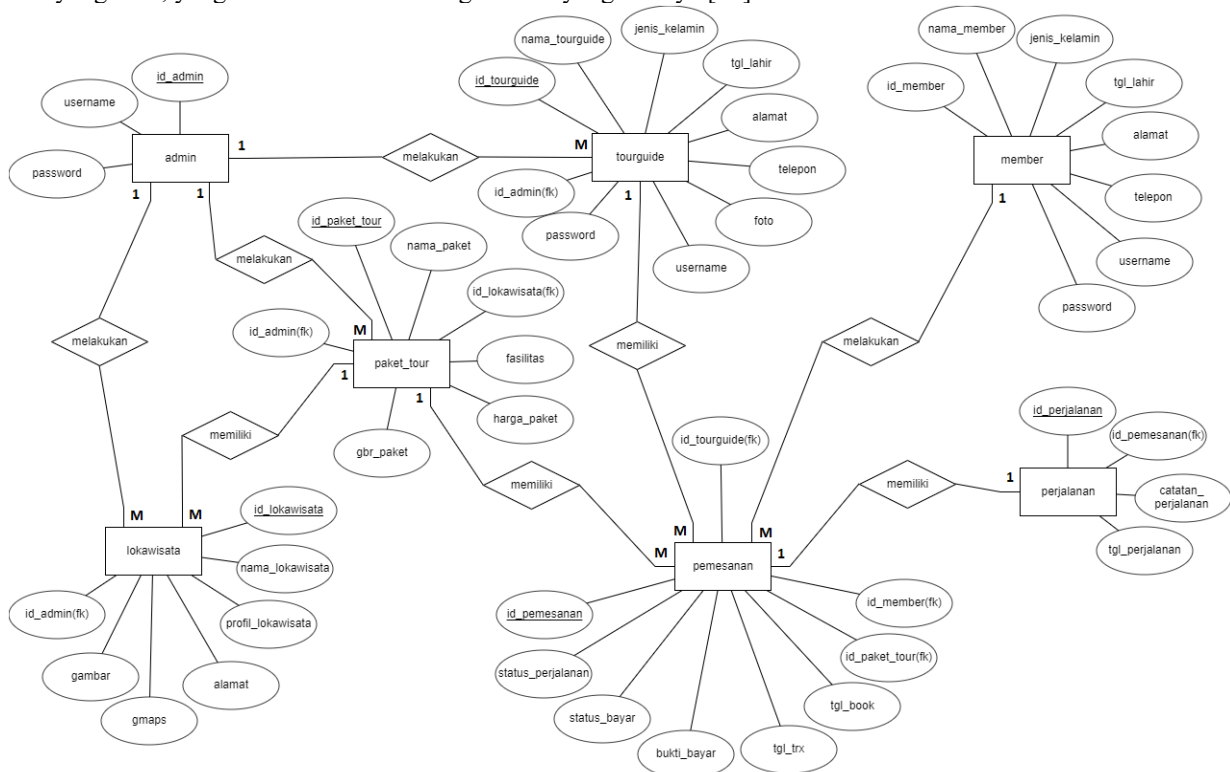 nama_tourguide
jenis_kelamin
id_tourguide
tgl_lahir
alamat
telepon
foto
username
password
id_admin(fk)
tourguide
M
1
id_admin
username
password
admin
1
1
1
melakukan
nama_member
jenis_kelamin
id_member
tgl_lahir
alamat
telepon
username
password
member
1
melakukan
melakukan
id_paket_tour
nama_paket
id_lokawisata(fk)
id_admin(fk)
fasilitas
harga_paket
gbr_paket
paket_tour
M
1
1
memiliki
melakukan
memiliki
memiliki
id_perjalanan
id_pemesanan(fk)
catatan_
perjalanan
tgl_perjalanan
perjalanan
1
memiliki
id_lokawisata
nama_lokawisata
profil_lokawisata
alamat
gmaps
gambar
id_admin(fk)
lokawisata
M
M
id_tourguide(fk)
M
M
M
1
pemesanan
id_pemesanan
status_perjalanan
status_bayar
bukti_bayar
tgl_trx
tgl_book
id_paket_tour(fk)
id_member(fk)